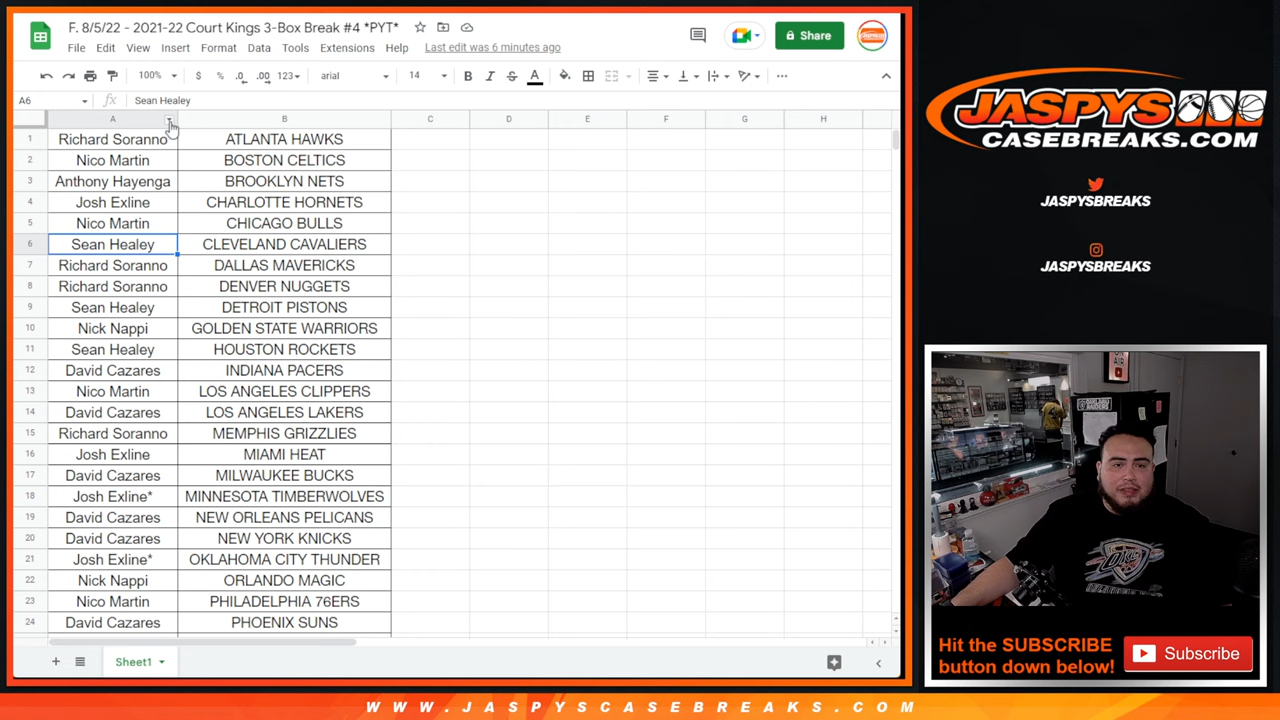 F. 8/5/22 - 2021-22 Court Kings 3-Box Break #4 *PYT*
File Edit View Insert Format Data Tools Extensions Help Last edit was 6 minutes ago
Share
100% $ % .0 .00 123 arial 14 B I S A
A6 fx Sean Healey
A B C D E F G H
1 Richard Soranno ATLANTA HAWKS
2 Nico Martin BOSTON CELTICS
3 Anthony Hayenga BROOKLYN NETS
4 Josh Exline CHARLOTTE HORNETS
5 Nico Martin CHICAGO BULLS
6 Sean Healey CLEVELAND CAVALIERS
7 Richard Soranno DALLAS MAVERICKS
8 Richard Soranno DENVER NUGGETS
9 Sean Healey DETROIT PISTONS
10 Nick Nappi GOLDEN STATE WARRIORS
11 Sean Healey HOUSTON ROCKETS
12 David Cazares INDIANA PACERS
13 Nico Martin LOS ANGELES CLIPPERS
14 David Cazares LOS ANGELES LAKERS
15 Richard Soranno MEMPHIS GRIZZLIES
16 Josh Exline MIAMI HEAT
17 David Cazares MILWAUKEE BUCKS
18 Josh Exline* MINNESOTA TIMBERWOLVES
19 David Cazares NEW ORLEANS PELICANS
20 David Cazares NEW YORK KNICKS
21 Josh Exline* OKLAHOMA CITY THUNDER
22 Nick Nappi ORLANDO MAGIC
23 Nico Martin PHILADELPHIA 76ERS
24 David Cazares PHOENIX SUNS
Sheet1
JASPYS
CASEBREAKS.COM
JASPYSBREAKS
JASPYSBREAKS
ON AIR
OKC
THUNDER
Hit the SUBSCRIBE
button down below!
Subscribe
WWW.JASPYSCASEBREAKS.COM